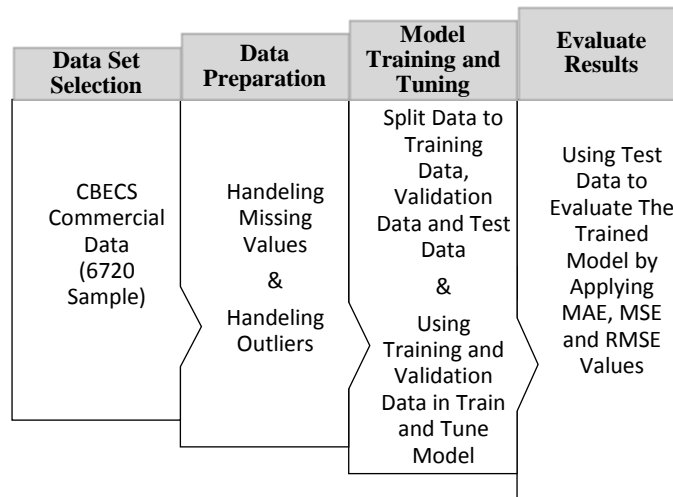 Data Set
Selection
CBECS
Commercial
Data
(6720
Sample)
Data
Preparation
Handeling
Missing
Values
&
Handeling
Outliers
Model
Training and
Tuning
Split Data to
Training
Data,
Validation
Data and Test
Data
&
Using
Training and
Validation
Data in Train
and Tune
Model
Evaluate
Results
Using Test
Data to
Evaluate The
Trained
Model by
Applying
MAE, MSE
and RMSE
Values